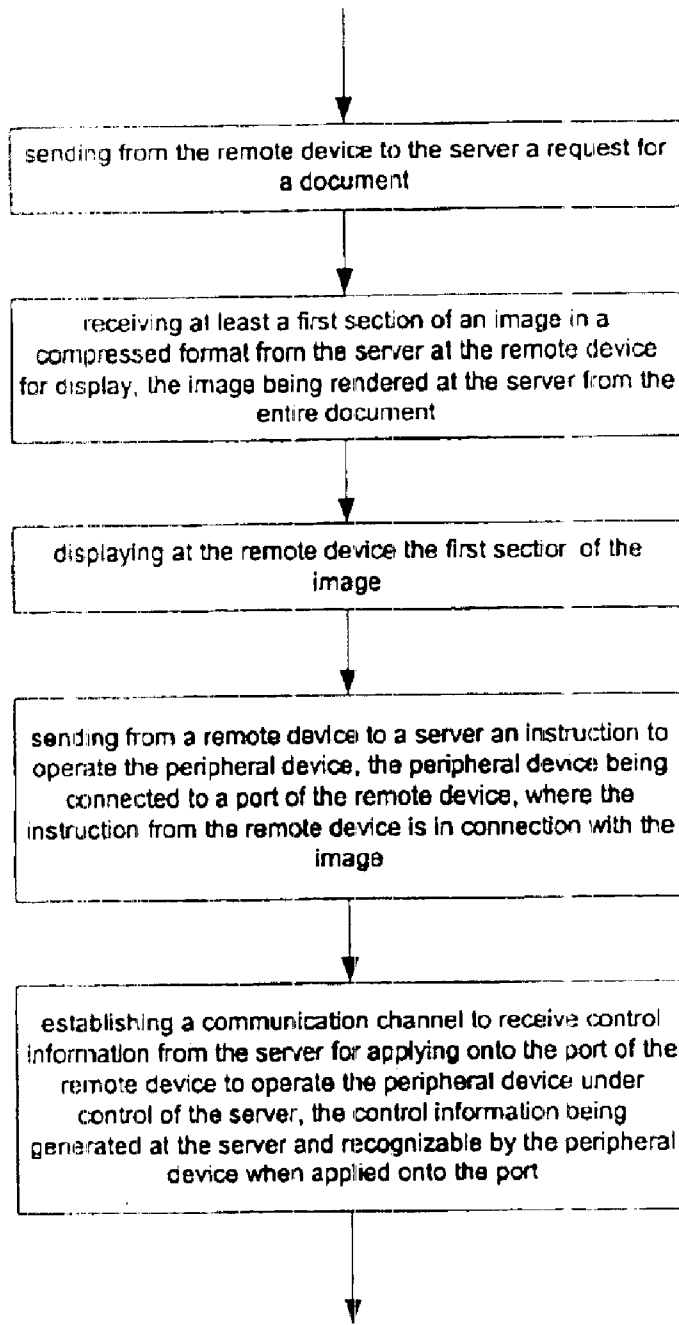 sending from the remote device to the server a request for
a document
receiving at least a first section of an image in a
compressed format from the server at the remote device
for display, the image being rendered at the server from the
entire document
displaying at the remote device the first section of the
image
sending from a remote device to a server an instruction to
operate the peripheral device, the peripheral device being
connected to a port of the remote device, where the
instruction from the remote device is in connection with the
image
establishing a communication channel to receive control
information from the server for applying onto the port of the
remote device to operate the peripheral device under
control of the server, the control information being
generated at the server and recognizable by the peripheral
device when applied onto the port